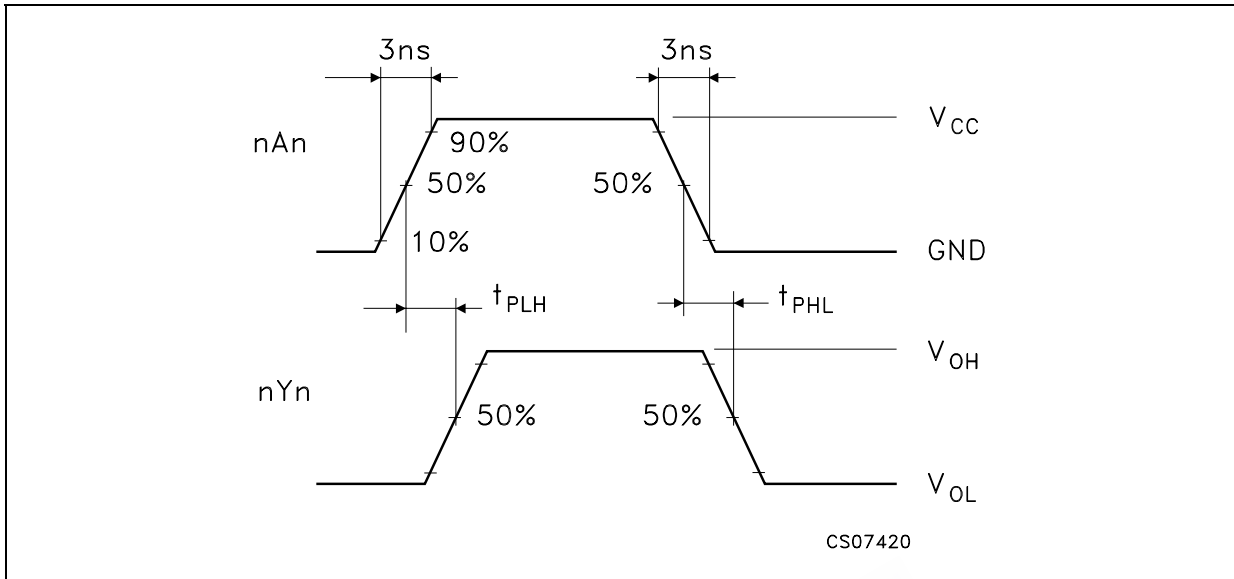 3ns 3ns
nAn 90% V_CC
50% 50%
10% GND
t_PLH t_PHL
nYn V_OH
50% 50%
V_OL
CS07420